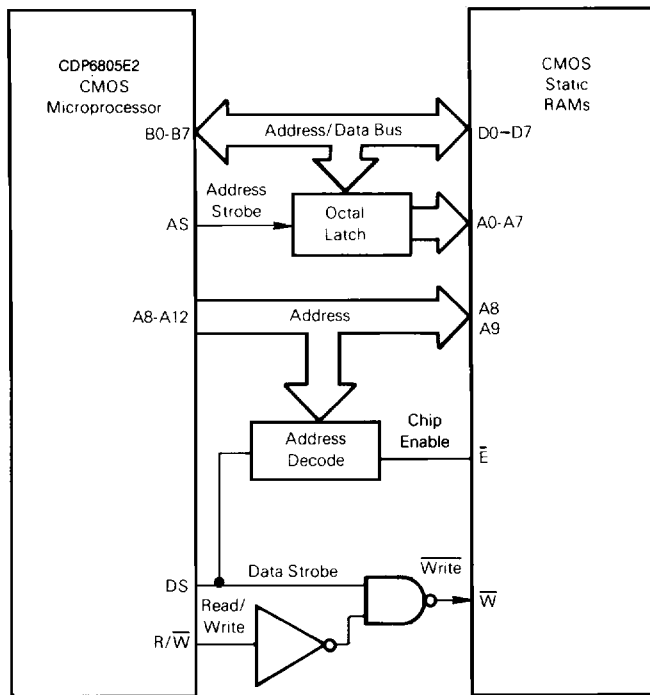 CDP6805E2
CMOS
Microprocessor
CMOS
Static
RAMs
B0-B7
Address/Data Bus
D0-D7
Address
Strobe
AS
Octal
Latch
A0-A7
A8-A12
Address
A8
A9
Address
Decode
Chip
Enable
E̅
DS
Data Strobe
W̅r̅i̅t̅e̅
W̅
Read/
Write
R/W̅